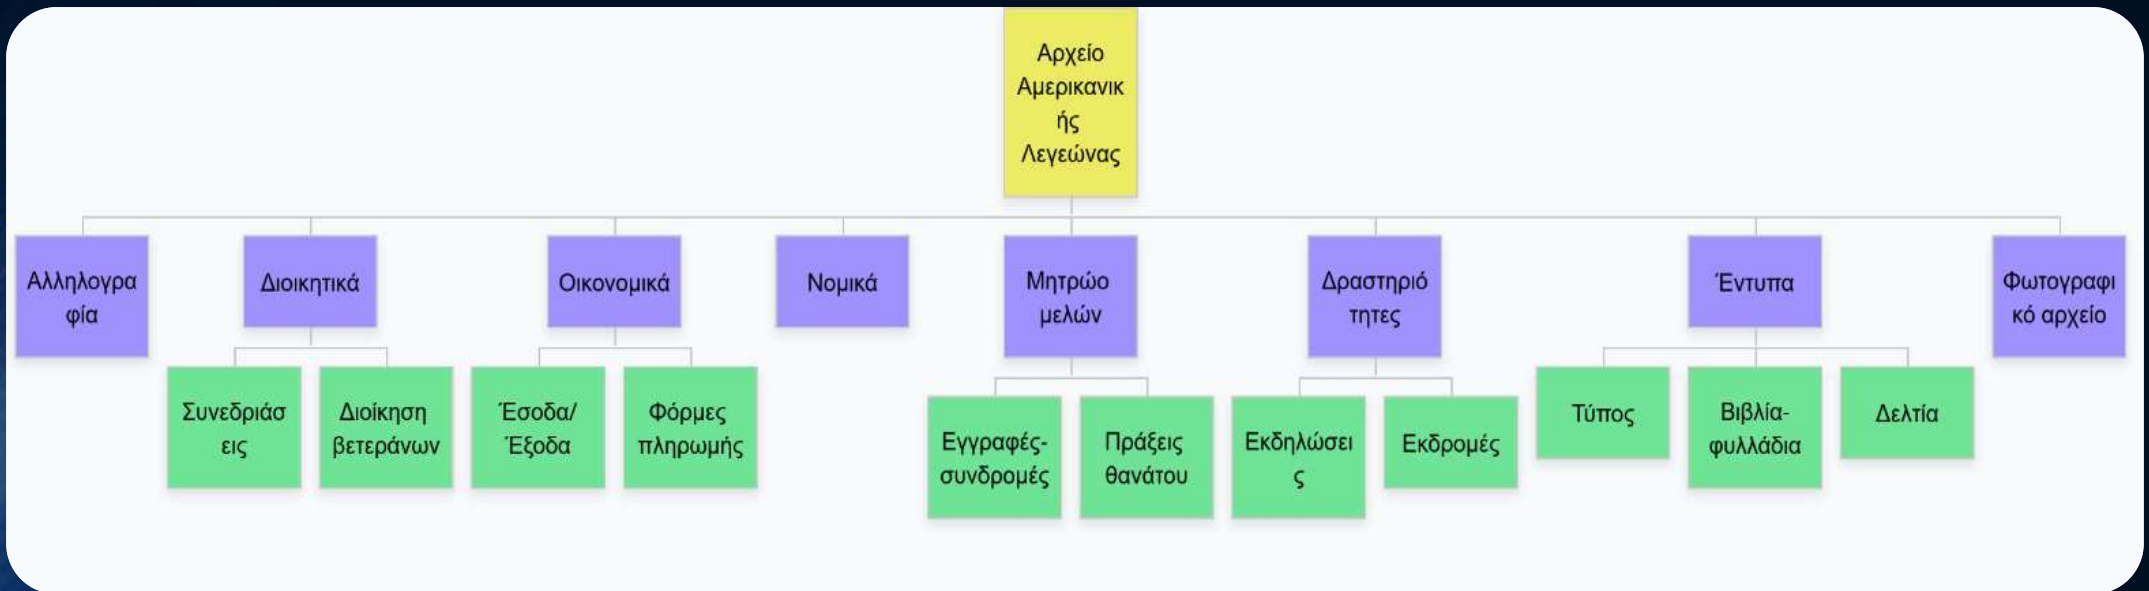 Αρχείο
Αμερικανικ
ής
Λεγεώνας
Αλληλογρα
φία
Διοικητικά
Οικονομικά
Νομικά
Μητρώο
μελών
Δραστηριό
τητες
Έντυπα
Φωτογραφι
κό αρχείο
Συνεδριάσ
εις
Διοίκηση
βετεράνων
Έσοδα/
Έξοδα
Φόρμες
πληρωμής
Εγγραφές-
συνδρομές
Πράξεις
θανάτου
Εκδηλώσει
ς
Εκδρομές
Τύπος
Βιβλία-
φυλλάδια
Δελτία